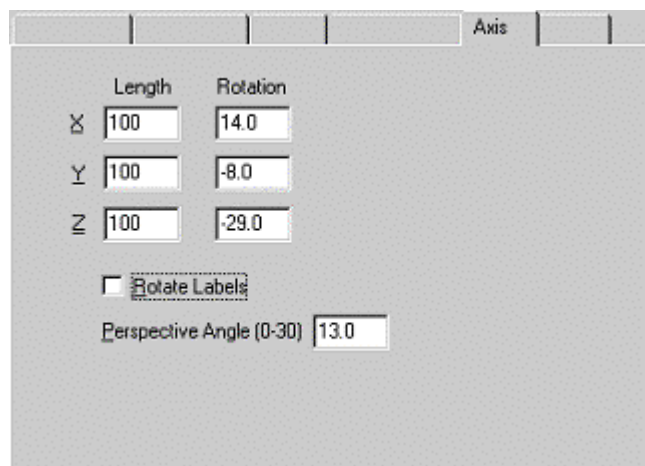 Axis
Length Rotation
X 100 14.0
Y 100 -8.0
Z 100 -29.0
Rotate Labels
Perspective Angle (0-30) 13.0